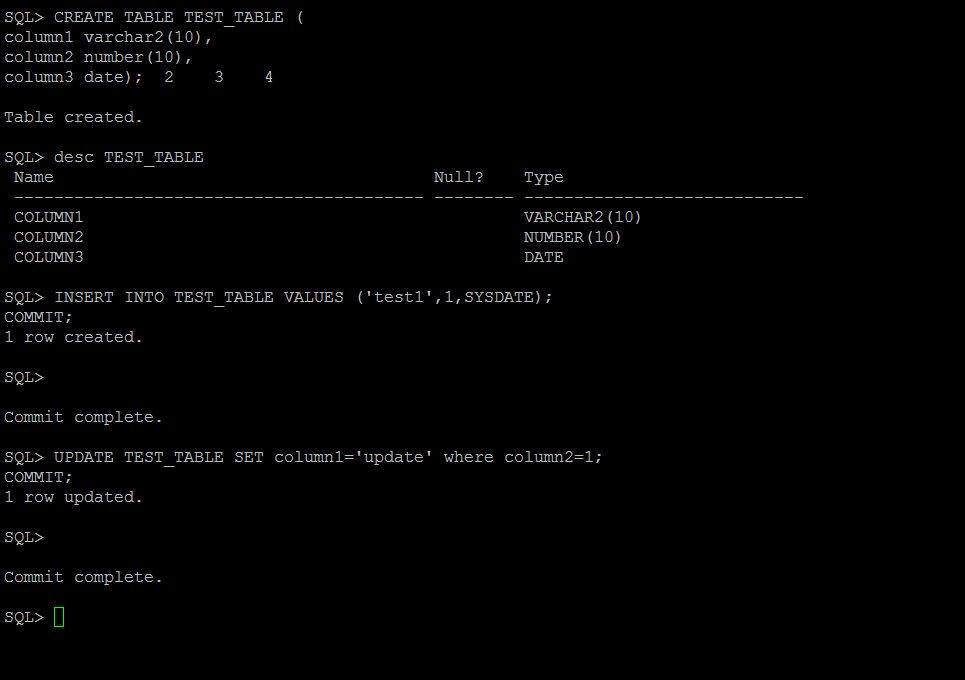 SQL> CREATE TABLE TEST_TABLE (
column1 varchar2(10),
column2 number(10),
column3 date);  2    3    4
Table created.
SQL> desc TEST_TABLE
 Name                                      Null?    Type
 ----------------------------------------- -------- ----------------------------
 COLUMN1                                            VARCHAR2(10)
 COLUMN2                                            NUMBER(10)
 COLUMN3                                            DATE
SQL> INSERT INTO TEST_TABLE VALUES ('test1',1,SYSDATE);
COMMIT;
1 row created.
SQL>
Commit complete.
SQL> UPDATE TEST_TABLE SET column1='update' where column2=1;
COMMIT;
1 row updated.
SQL>
Commit complete.
SQL>